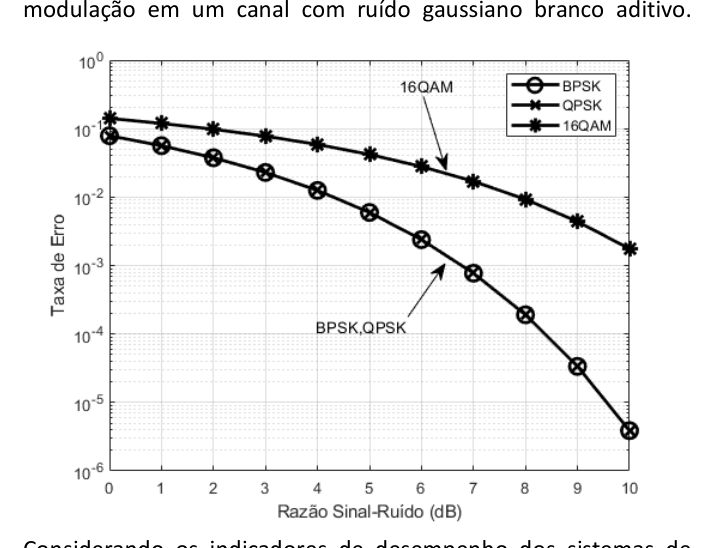 modulação em um canal com ruído gaussiano branco aditivo.
10^0
16QAM
BPSK
QPSK
16QAM
10^-1
10^-2
Taxa de Erro
10^-3
BPSK,QPSK
10^-4
10^-5
10^-6
0 1 2 3 4 5 6 7 8 9 10
Razão Sinal-Ruído (dB)
Considerando os indicadores de desempenho dos sistemas de